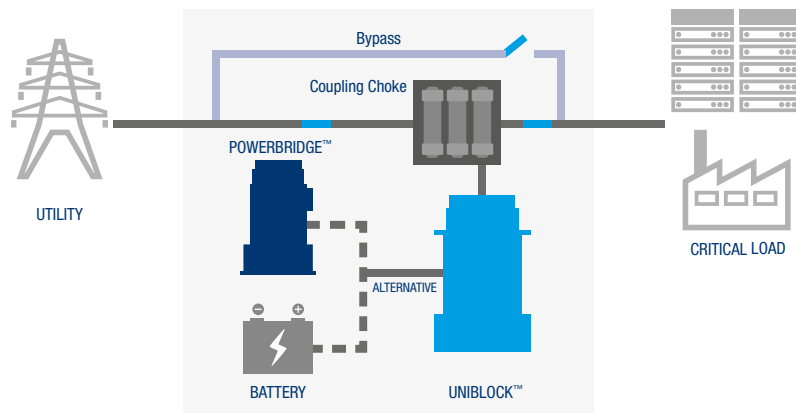 Bypass
Coupling Choke
POWERBRIDGE™
UTILITY
CRITICAL LOAD
ALTERNATIVE
BATTERY
UNIBLOCK™